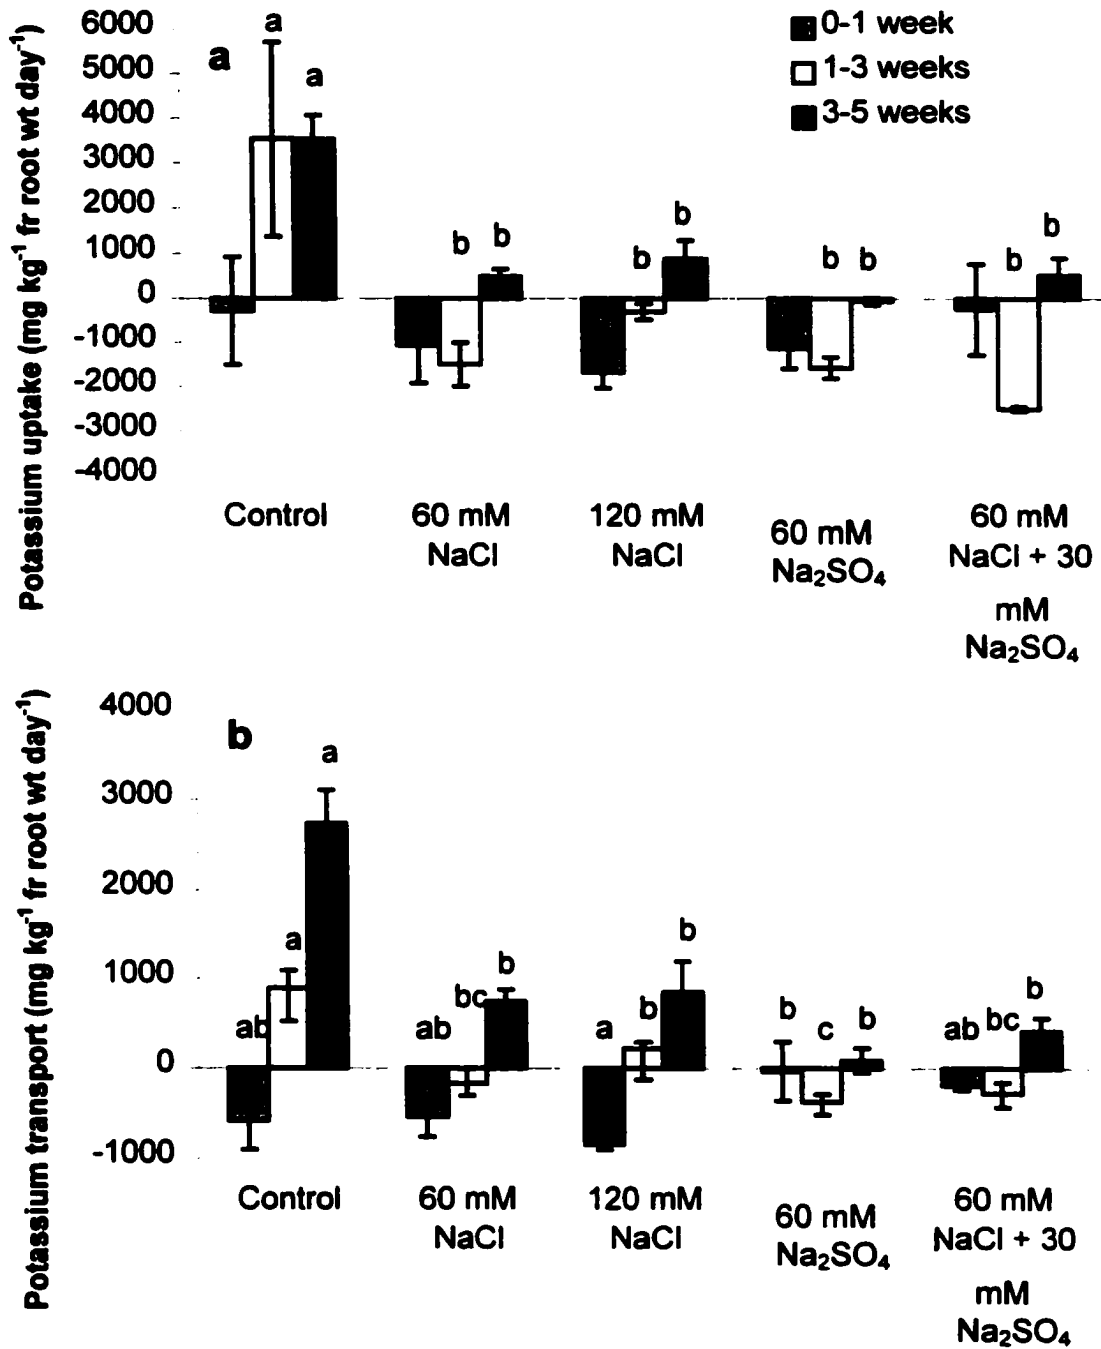 Potassium uptake (mg kg⁻¹ fr root wt day⁻¹)
6000
5000
4000
3000
2000
1000
0
-1000
-2000
-3000
-4000
a
a
a
0-1 week
1-3 weeks
3-5 weeks
b
b
b
b
b
b
b
b
Control
60 mM
NaCl
120 mM
NaCl
60 mM
Na₂SO₄
60 mM
NaCl + 30
mM
Na₂SO₄
Potassium transport (mg kg⁻¹ fr root wt day⁻¹)
4000
3000
2000
1000
0
-1000
b
ab
a
a
ab
bc
b
a
b
b
b
c
b
ab
bc
b
Control
60 mM
NaCl
120 mM
NaCl
60 mM
Na₂SO₄
60 mM
NaCl + 30
mM
Na₂SO₄